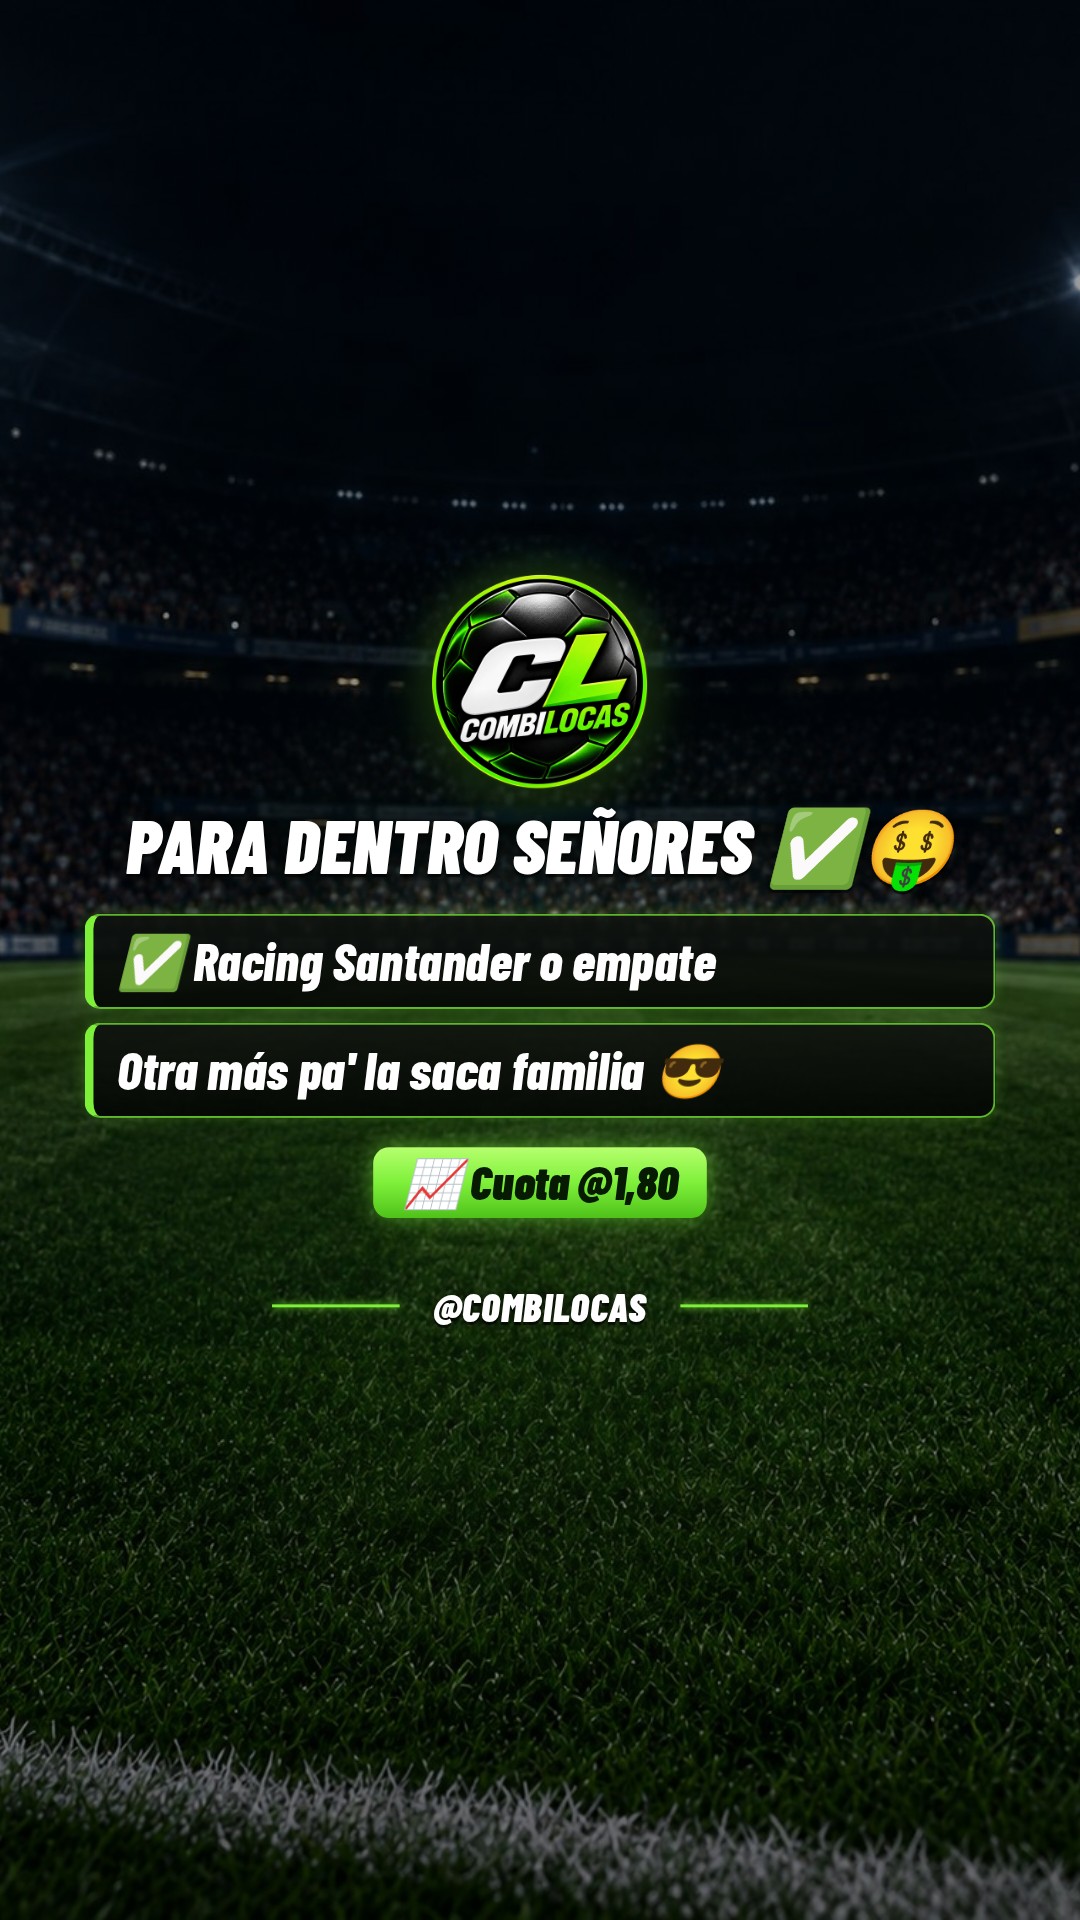 CL
COMBILOCAS
PARA DENTRO SEÑORES ✅🤑
✅ Racing Santander o empate
Otra más pa' la saca familia 😎
📈 Cuota @1,80
@COMBILOCAS